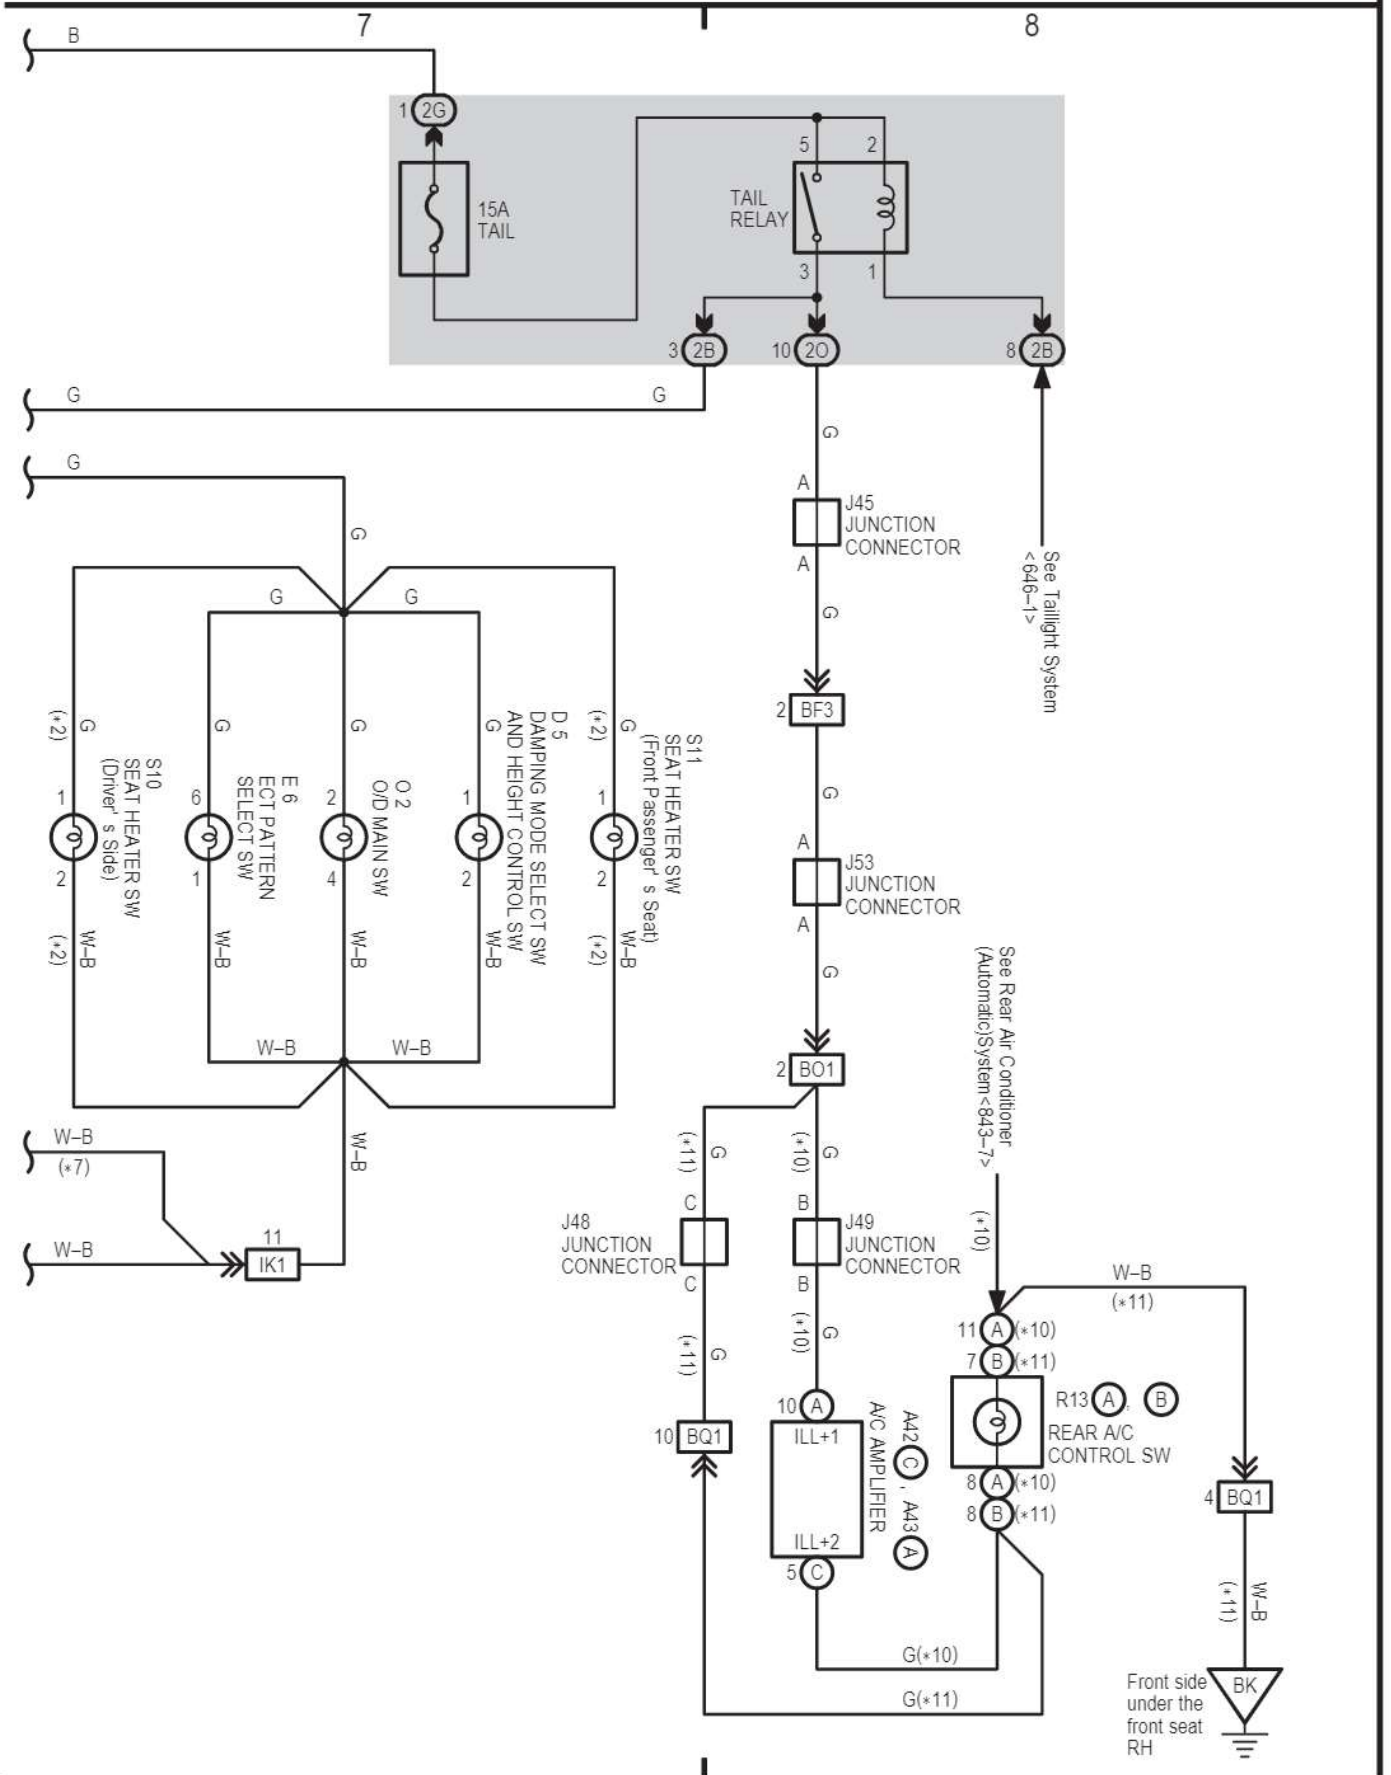 7
8
B
1
2G
15A
TAIL
5
2
TAIL
RELAY
3
1
3
2B
10
2O
8
2B
G
G
G
G
A
J45
JUNCTION
CONNECTOR
A
G
See Taillight System
<646–1>
G
G
G
2
BF3
G
A
J53
JUNCTION
CONNECTOR
A
G
2
BO1
(*2)
G
1
2
(*2)
W–B
S10
SEAT HEATER SW
(Driver' s Side)
G
6
1
W–B
E 6
ECT PATTERN
SELECT SW
G
2
4
W–B
O 2
O/D MAIN SW
G
1
2
W–B
D 5
DAMPING MODE SELECT SW
AND HEIGHT CONTROL SW
(*2)
G
1
2
(*2)
W–B
S11
SEAT HEATER SW
(Front Passenger' s Seat)
W–B
W–B
W–B
W–B
(*7)
W–B
11
IK1
(*11)
G
C
J48
JUNCTION
CONNECTOR
C
(*11)
G
10
BQ1
(*10)
G
B
J49
JUNCTION
CONNECTOR
B
(*10)
G
10
A
ILL+1
ILL+2
5
C
A42 C , A43 A
A/C AMPLIFIER
See Rear Air Conditioner
(Automatic)System<843–7>
(*10)
W–B
(*11)
11 A (*10)
7 B (*11)
R13 A , B
REAR A/C
CONTROL SW
8 A (*10)
8 B (*11)
4
BQ1
W–B
(*11)
G(*10)
G(*11)
BK
Front side
under the
front seat
RH